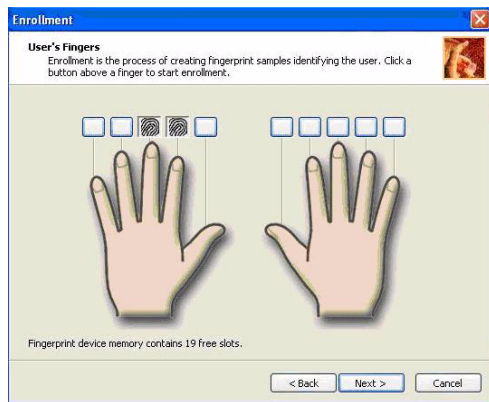 Enrollment
User's Fingers
Enrollment is the process of creating fingerprint samples identifying the user. Click a
button above a finger to start enrollment.
Fingerprint device memory contains 19 free slots.
< Back Next > Cancel